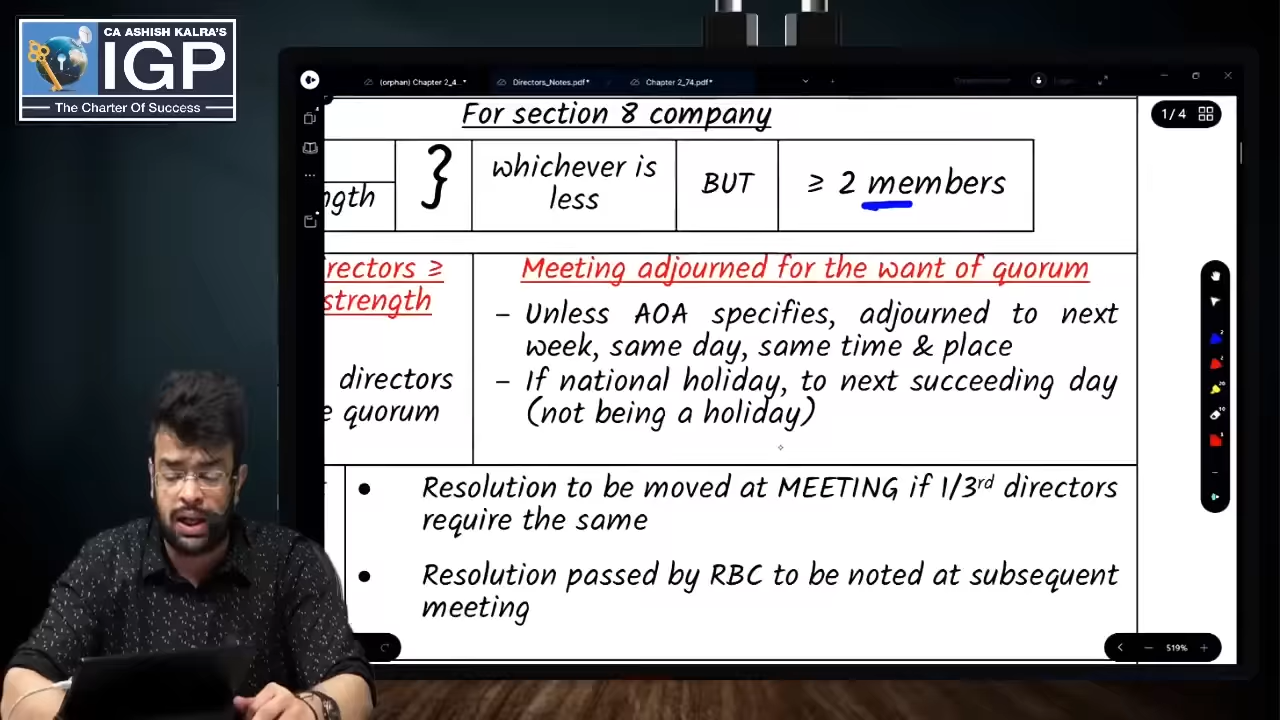 CA ASHISH KALRA'S
IGP
The Charter Of Success
(orphan) Chapter 2_4
Directors_Notes.pdf*
Chapter 2_74.pdf*
For section 8 company
1/4
ngth
}
whichever is
less
BUT
≥ 2 members
irectors ≥
strength
directors
e quorum
Meeting adjourned for the want of quorum
– Unless AOA specifies, adjourned to next
week, same day, same time & place
– If national holiday, to next succeeding day
(not being a holiday)
• Resolution to be moved at MEETING if 1/3rd directors
require the same
• Resolution passed by RBC to be noted at subsequent
meeting
519%